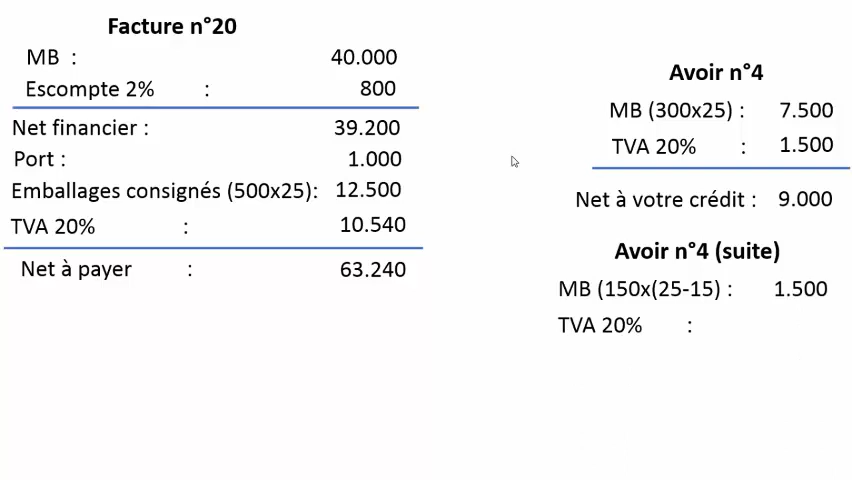 Facture n°20
MB : 40.000
Escompte 2% : 800
Net financier : 39.200
Port : 1.000
Emballages consignés (500x25): 12.500
TVA 20% : 10.540
Net à payer : 63.240
Avoir n°4
MB (300x25) : 7.500
TVA 20% : 1.500
Net à votre crédit : 9.000
Avoir n°4 (suite)
MB (150x(25-15) : 1.500
TVA 20% :